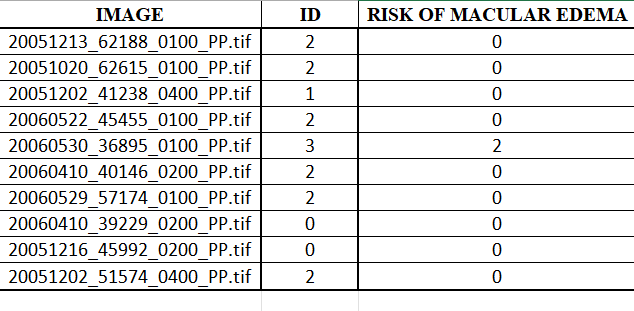 IMAGE ID RISK OF MACULAR EDEMA
20051213_62188_0100_PP.tif 2 0
20051020_62615_0100_PP.tif 2 0
20051202_41238_0400_PP.tif 1 0
20060522_45455_0100_PP.tif 2 0
20060530_36895_0100_PP.tif 3 2
20060410_40146_0200_PP.tif 2 0
20060529_57174_0100_PP.tif 2 0
20060410_39229_0200_PP.tif 0 0
20051216_45992_0200_PP.tif 0 0
20051202_51574_0400_PP.tif 2 0